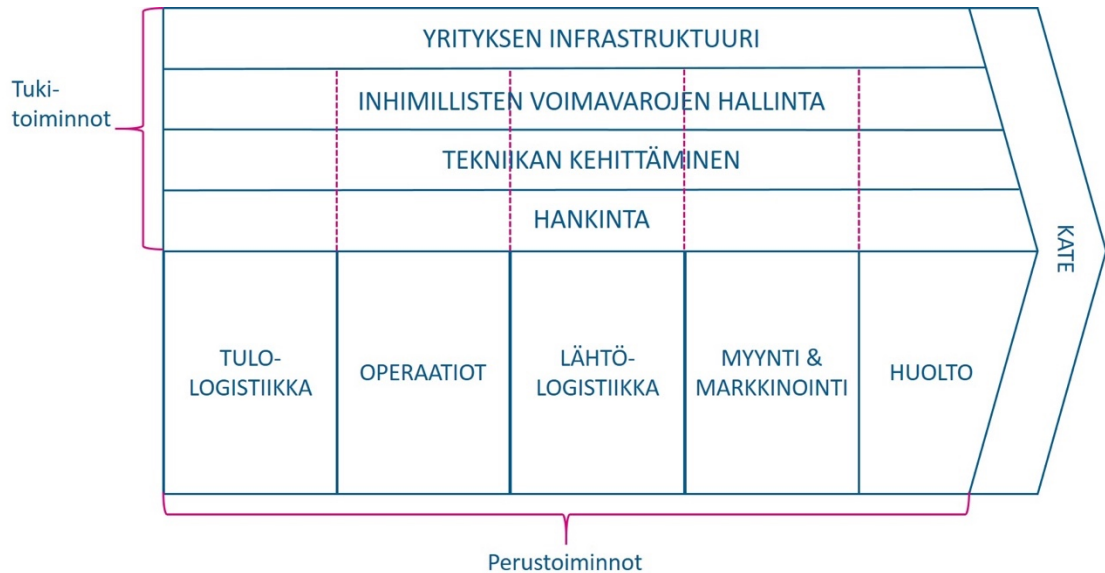 YRITYKSEN INFRASTRUKTUURI
Tuki-
toiminnot
INHIMILLISTEN VOIMAVAROJEN HALLINTA
TEKNIIKAN KEHITTÄMINEN
HANKINTA
KATE
TULO-
LOGISTIIKKA
OPERAATIOT
LÄHTÖ-
LOGISTIIKKA
MYYNTI &
MARKKINOINTI
HUOLTO
Perustoiminnot